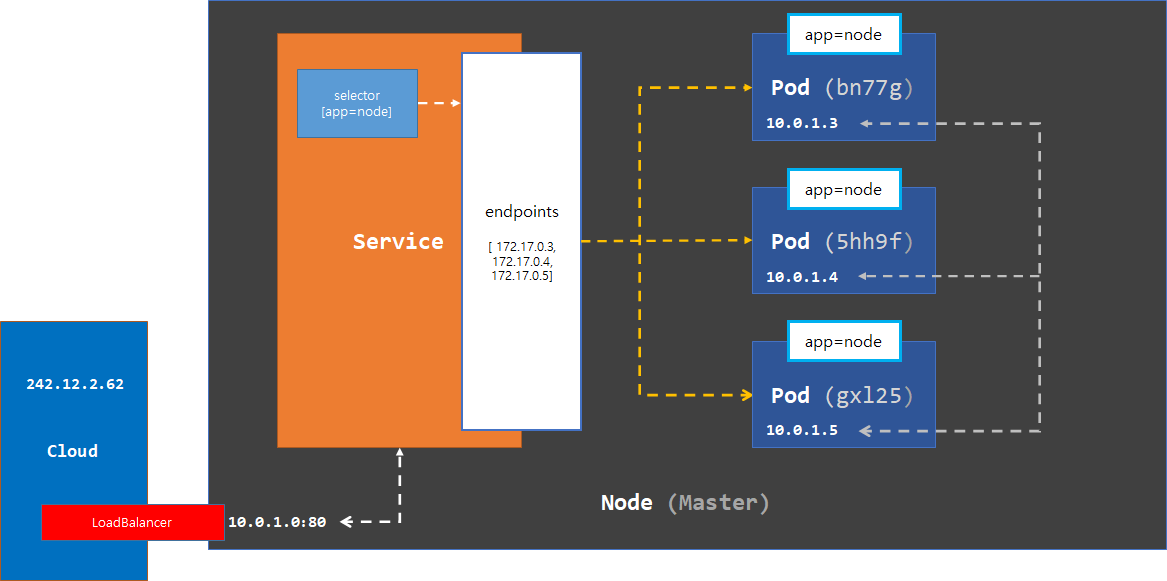 app=node
Pod (bn77g)
10.0.1.3
selector
[app=node]
app=node
endpoints
Service
Pod (5hh9f)
[ 172.17.0.3,
172.17.0.4,
172.17.0.5]
10.0.1.4
app=node
242.12.2.62
Pod (gxl25)
10.0.1.5
Cloud
Node (Master)
LoadBalancer
10.0.1.0:80